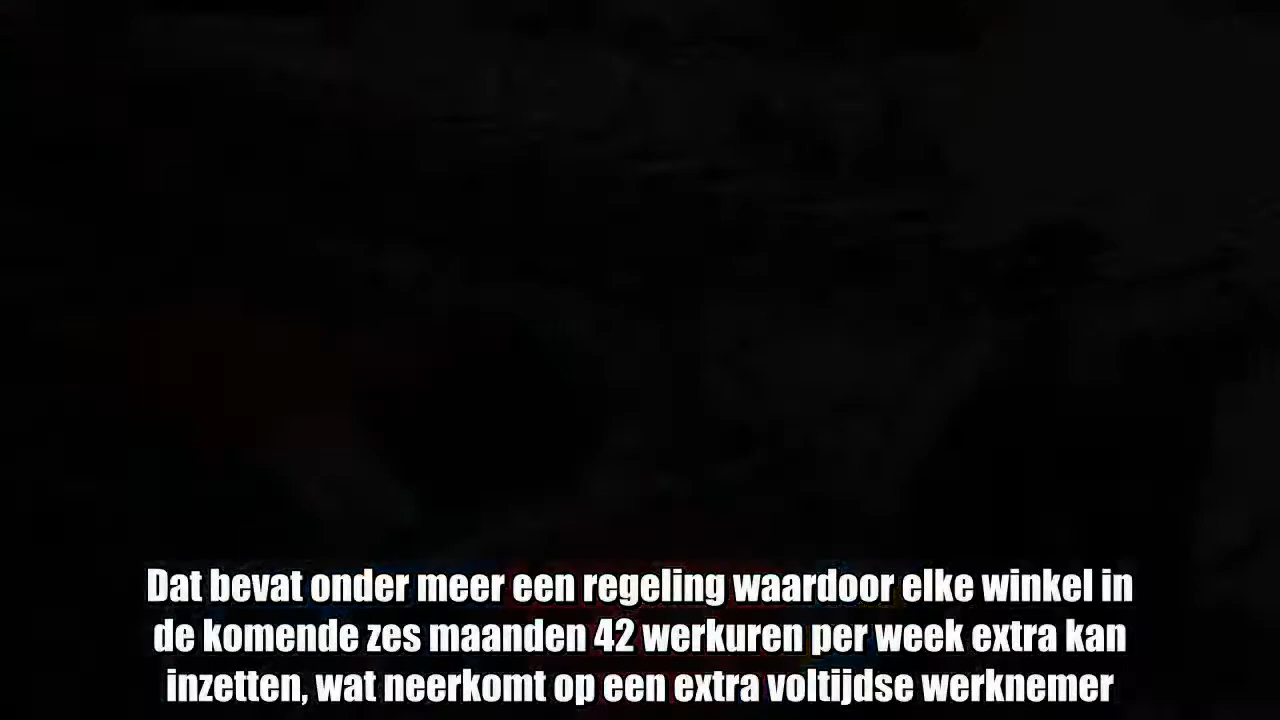 Dat bevat onder meer een regeling waardoor elke winkel in
de komende zes maanden 42 werkuren per week extra kan
inzetten, wat neerkomt op een extra voltijdse werknemer